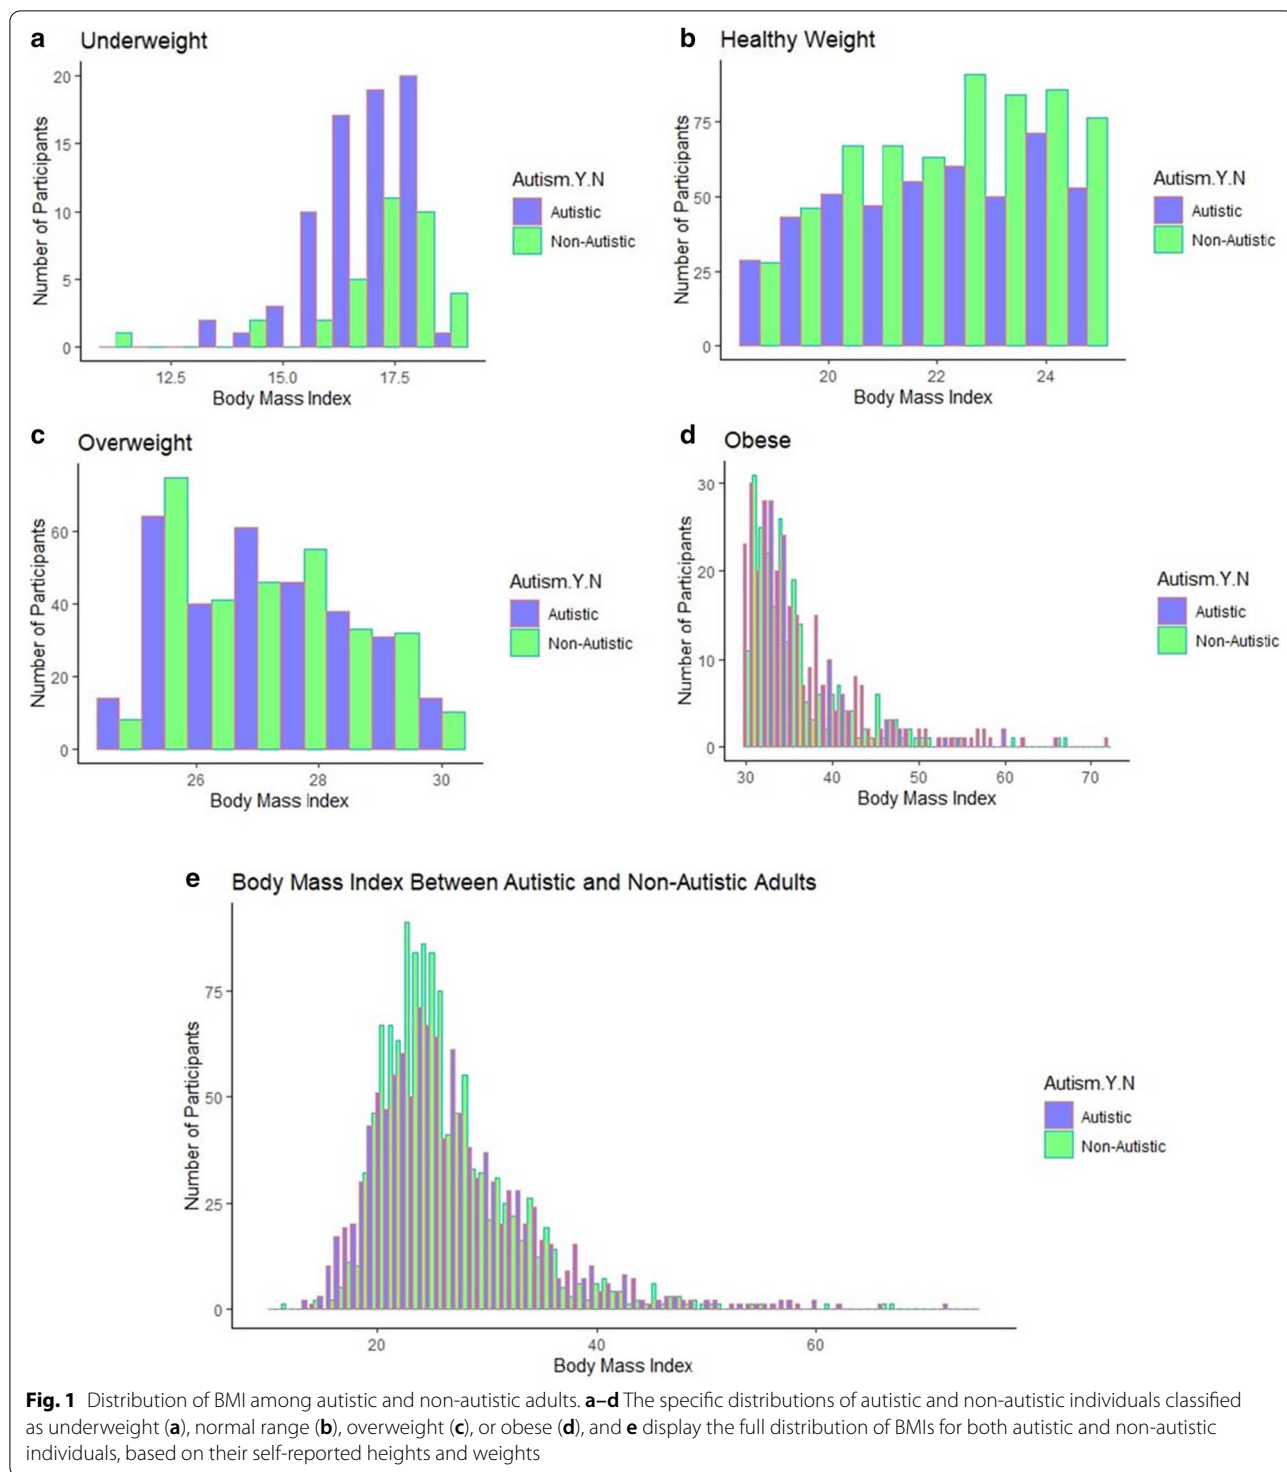 a Underweight
20
15
10
5
0
Number of Participants
12.5 15.0 17.5
Body Mass Index
Autism.Y.N
Autistic
Non-Autistic
b Healthy Weight
75
50
25
0
Number of Participants
20 22 24
Body Mass Index
Autism.Y.N
Autistic
Non-Autistic
c Overweight
60
40
20
0
Number of Participants
26 28 30
Body Mass Index
Autism.Y.N
Autistic
Non-Autistic
d Obese
30
20
10
0
Number of Participants
30 40 50 60 70
Body Mass Index
Autism.Y.N
Autistic
Non-Autistic
e Body Mass Index Between Autistic and Non-Autistic Adults
75
50
25
0
Number of Participants
20 40 60
Body Mass Index
Autism.Y.N
Autistic
Non-Autistic
Fig. 1 Distribution of BMI among autistic and non-autistic adults. a–d The specific distributions of autistic and non-autistic individuals classified
as underweight (a), normal range (b), overweight (c), or obese (d), and e display the full distribution of BMIs for both autistic and non-autistic
individuals, based on their self-reported heights and weights